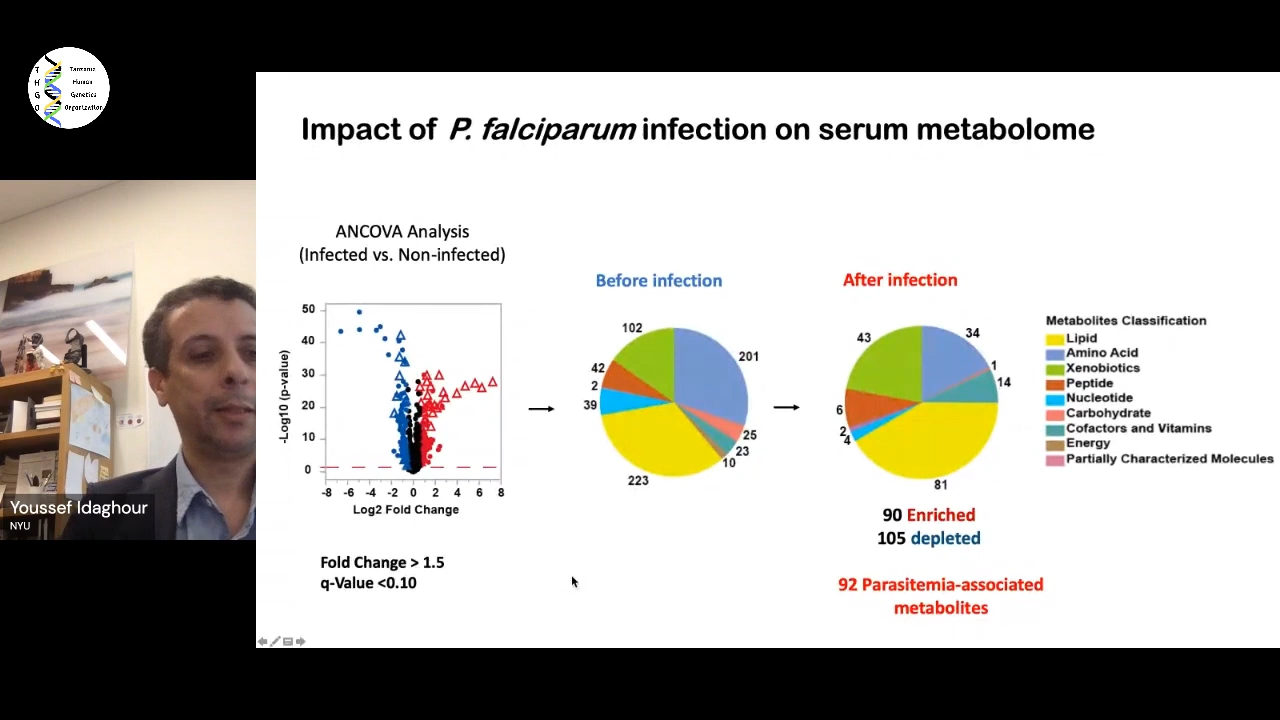 T
H
G
O
Tanzania
Human
Genetics
Organization
Impact of P. falciparum infection on serum metabolome
ANCOVA Analysis
(Infected vs. Non-infected)
-Log10 (p-value)
50
40
30
20
10
0
-8 -6 -4 -2 0 2 4 6 8
Log2 Fold Change
Fold Change > 1.5
q-Value <0.10
Before infection
102
201
42
2
39
25
23
10
223
After infection
43
34
1
14
6
2
4
81
90 Enriched
105 depleted
92 Parasitemia-associated
metabolites
Metabolites Classification
Lipid
Amino Acid
Xenobiotics
Peptide
Nucleotide
Carbohydrate
Cofactors and Vitamins
Energy
Partially Characterized Molecules
Youssef Idaghour
NYU